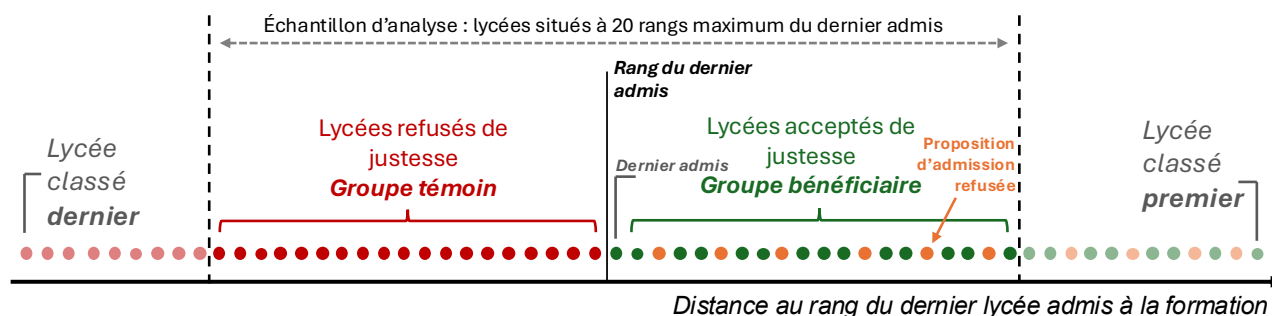 Échantillon d’analyse : lycées situés à 20 rangs maximum du dernier admis
Rang du dernier
admis
Lycée
classé
dernier
Lycées refusés de
justesse
Groupe témoin
Dernier admis
Lycées acceptés de
justesse
Groupe bénéficiaire
Proposition
d’admission
refusée
Lycée
classé
premier
Distance au rang du dernier lycée admis à la formation